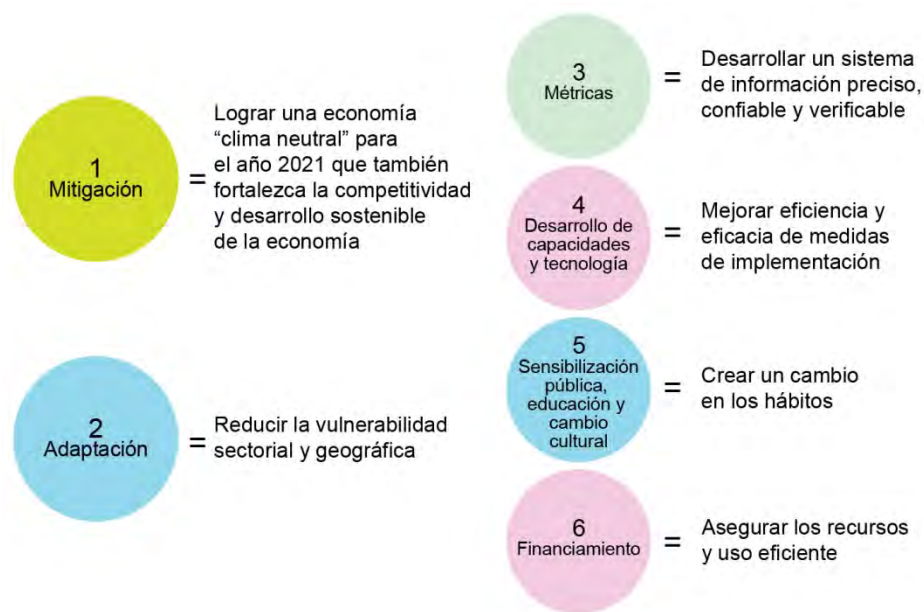 1
Mitigación
=
Lograr una economía
“clima neutral” para
el año 2021 que también
fortalezca la competitividad
y desarrollo sostenible
de la economía
2
Adaptación
=
Reducir la vulnerabilidad
sectorial y geográfica
3
Métricas
=
Desarrollar un sistema
de información preciso,
confiable y verificable
4
Desarrollo de
capacidades
y tecnología
=
Mejorar eficiencia y
eficacia de medidas
de implementación
5
Sensibilización
pública,
educación y
cambio
cultural
=
Crear un cambio
en los hábitos
6
Financiamiento
=
Asegurar los recursos
y uso eficiente